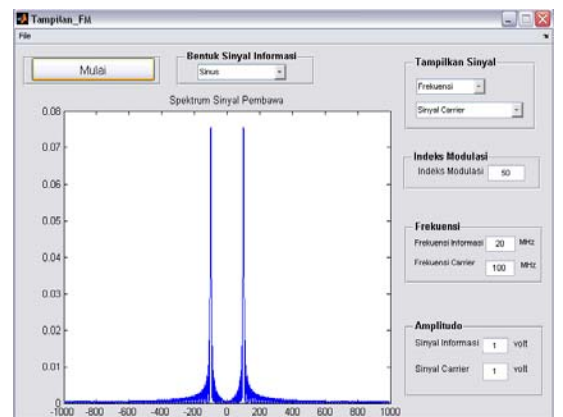 Tampilan_FM
File
Mulai
Bentuk Sinyal Informasi
Sinus
Tampilkan Sinyal
Frekuensi
Sinyal Carrier
Spektrum Sinyal Pembawa
0.08
0.07
0.06
0.05
0.04
0.03
0.02
0.01
0
-1000 -800 -600 -400 -200 0 200 400 600 800 1000
Indeks Modulasi
Indeks Modulasi 50
Frekuensi
Frekuensi Informasi 20 MHz
Frekuensi Carrier 100 MHz
Amplitudo
Sinyal Informasi 1 volt
Sinyal Carrier 1 volt